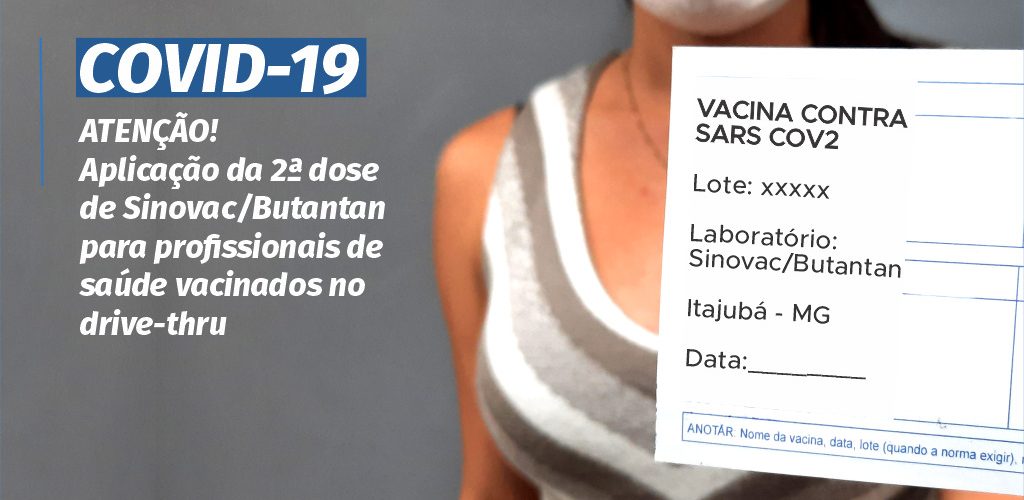 COVID-19
ATENÇÃO!
Aplicação da 2ª dose
de Sinovac/Butantan
para profissionais de
saúde vacinados no
drive-thru
VACINA CONTRA
SARS COV2
Lote: xxxxx
Laboratório:
Sinovac/Butantan
Itajubá - MG
Data:_________
ANOTÁR: Nome da vacina, data, lote (quando a norma exigir),